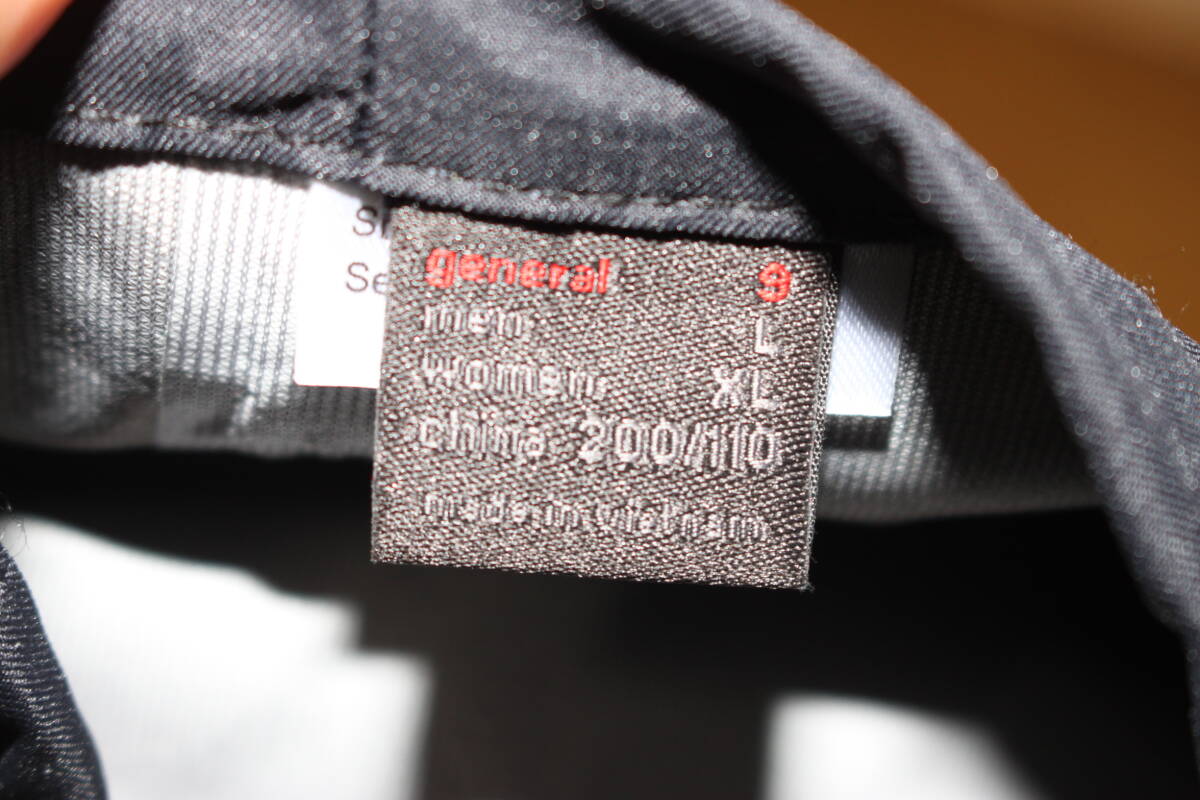 general 9
men L
women XL
china 200/110
made in vietnam